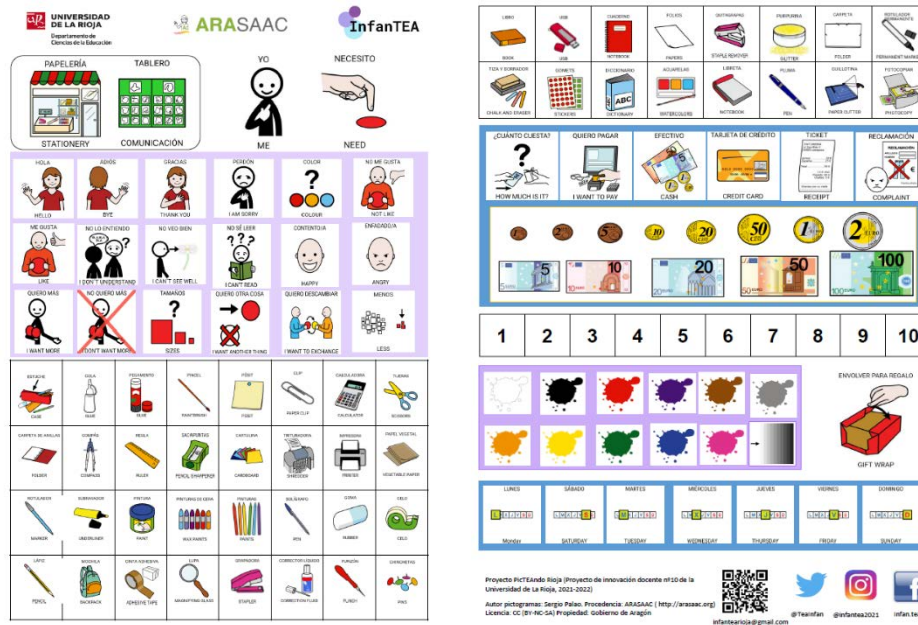 UNIVERSIDAD
DE LA RIOJA
Departamento de
Ciencias de la Educación
ARASAAC
InfanTEA
PAPELERÍA
TABLERO
STATIONERY
COMUNICACIÓN
YO
NECESITO
ME
NEED
HOLA
ADIÓS
GRACIAS
PERDÓN
COLOR
NO ME GUSTA
HELLO
BYE
THANK YOU
I AM SORRY
COLOUR
NOT LIKE
ME GUSTA
NO LO ENTIENDO
NO VEO BIEN
NO SÉ LEER
CONTENTO/A
ENFADADO/A
LIKE
I DON'T UNDERSTAND
I CAN'T SEE WELL
I CAN'T READ
HAPPY
ANGRY
QUIERO MÁS
NO QUIERO MÁS
TAMAÑOS
QUIERO OTRA COSA
QUIERO DESCAMBIAR
MENOS
I WANT MORE
I DON'T WANT MORE
SIZES
I WANT ANOTHER THING
I WANT TO EXCHANGE
LESS
ESTUCHE
COLA
PEGAMENTO
PINCEL
PÓSIT
CLIP
CALCULADORA
TIJERAS
CASE
GLUE
GLUE
PAINTBRUSH
POSIT
PAPER CLIP
CALCULATOR
SCISSORS
CARPETA DE ANILLAS
COMPÁS
REGLA
SACAPUNTAS
CARTULINA
TRITURADORA
IMPRESORA
PAPEL VEGETAL
FOLDER
COMPASS
RULER
PENCIL SHARPENER
CARDBOARD
SHREDDER
PRINTER
VEGETABLE PAPER
ROTULADOR
SUBRAYADOR
PINTURA
PINTURAS DE CERA
PINTURAS
BOLÍGRAFO
GOMA
CELO
MARKER
UNDERLINER
PAINT
WAX PAINTS
PAINTS
PEN
RUBBER
CELO
LÁPIZ
MOCHILA
CINTA ADHESIVA
LUPA
GRAPADORA
CORRECTOR LÍQUIDO
PUNZÓN
CHINCHETAS
PENCIL
BACKPACK
ADHESIVE TAPE
MAGNIFYING GLASS
STAPLER
CORRECTION FLUID
PUNCH
PINS
LIBRO
USB
CUADERNO
FOLIOS
QUITAGRAPAS
PURPURINA
CARPETA
ROTULADOR
PERMANENTE
BOOK
USB
NOTEBOOK
PAPERS
STAPLE REMOVER
GLITTER
FOLDER
TIZA Y BORRADOR
GOMETS
DICCIONARIO
ABC
ACUARELAS
LIBRETA
PLUMA
GUILLOTINA
CHALK AND ERASER
STICKERS
DICTIONARY
WATERCOLORS
NOTEBOOK
PEN
PAPER CUTTER
PHOTOCOPY
¿CUÁNTO CUESTA?
QUIERO PAGAR
EFECTIVO
TARJETA DE CRÉDITO
TICKET
RECLAMACIÓN
HOW MUCH IS IT?
I WANT TO PAY
CASH
CREDIT CARD
RECEIPT
COMPLAINT
1 2 5 10 20 50 1 2
5 10 20 50 100
1 2 3 4 5 6 7 8 9 10
ENVOLVER PARA REGALO
GIFT WRAP
LUNES
SÁBADO
MARTES
MIÉRCOLES
JUEVES
VIERNES
DOMINGO
Monday
SATURDAY
TUESDAY
WEDNESDAY
THURSDAY
FRIDAY
SUNDAY
Proyecto PicTEAndo Rioja (Proyecto de innovación docente nº10 de la
Universidad de La Rioja, 2021-2022)
Autor pictogramas: Sergio Palao. Procedencia: ARASAAC ( http://arasaac.org)
Licencia: CC (BY-NC-SA) Propiedad: Gobierno de Aragón
infantearioja@gmail.com
@TeaInfan
@infantea2021